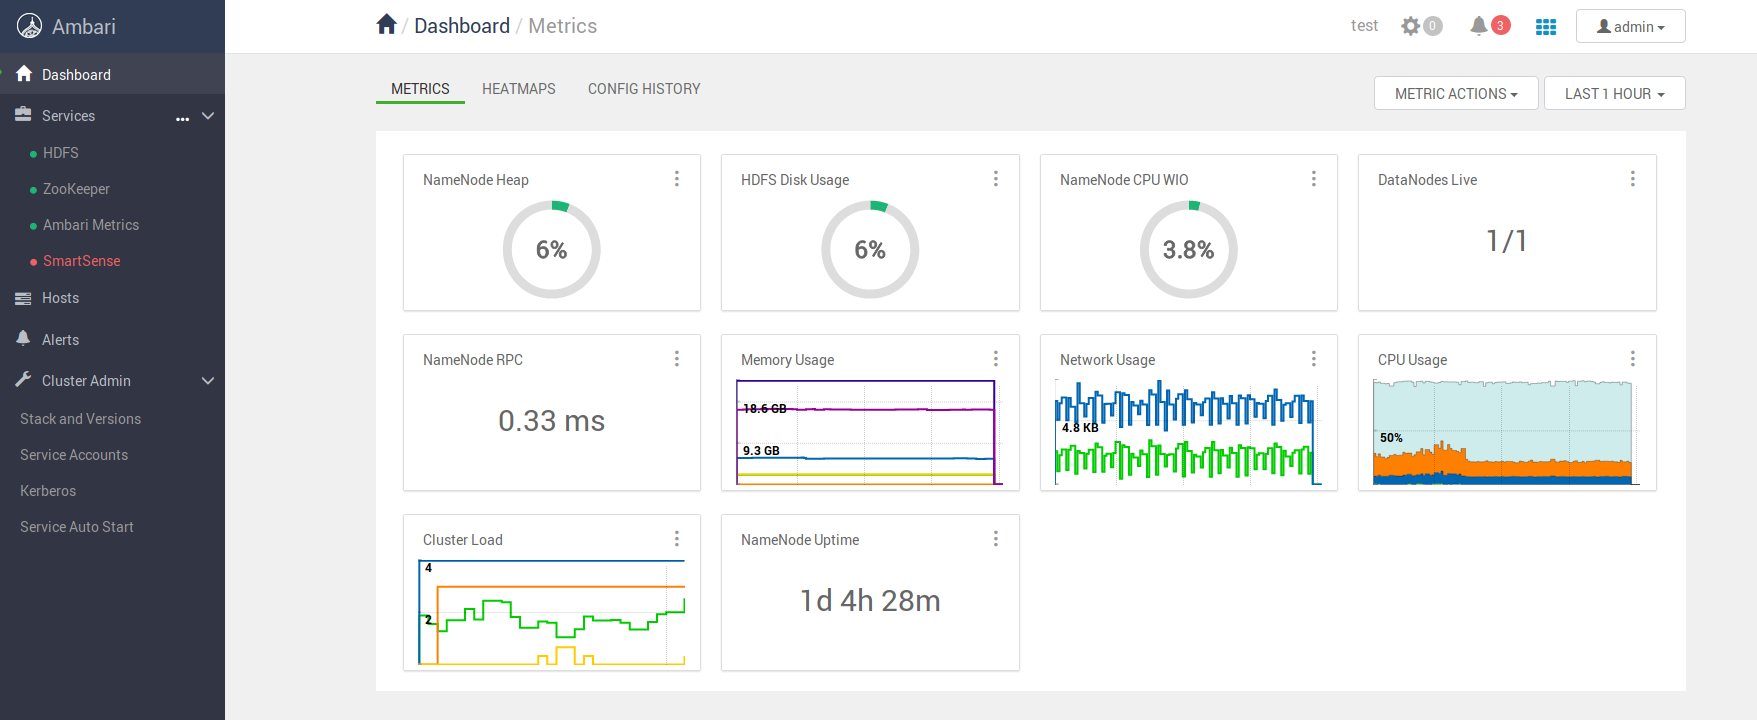 Ambari
Dashboard
Services ...
HDFS
ZooKeeper
Ambari Metrics
SmartSense
Hosts
Alerts
Cluster Admin
Stack and Versions
Service Accounts
Kerberos
Service Auto Start
/ Dashboard / Metrics
test 0 3 admin
METRICS HEATMAPS CONFIG HISTORY
METRIC ACTIONS LAST 1 HOUR
NameNode Heap
6%
HDFS Disk Usage
6%
NameNode CPU WIO
3.8%
DataNodes Live
1/1
NameNode RPC
0.33 ms
Memory Usage
18.6 GB
9.3 GB
Network Usage
4.8 KB
CPU Usage
50%
Cluster Load
4
2
NameNode Uptime
1d 4h 28m